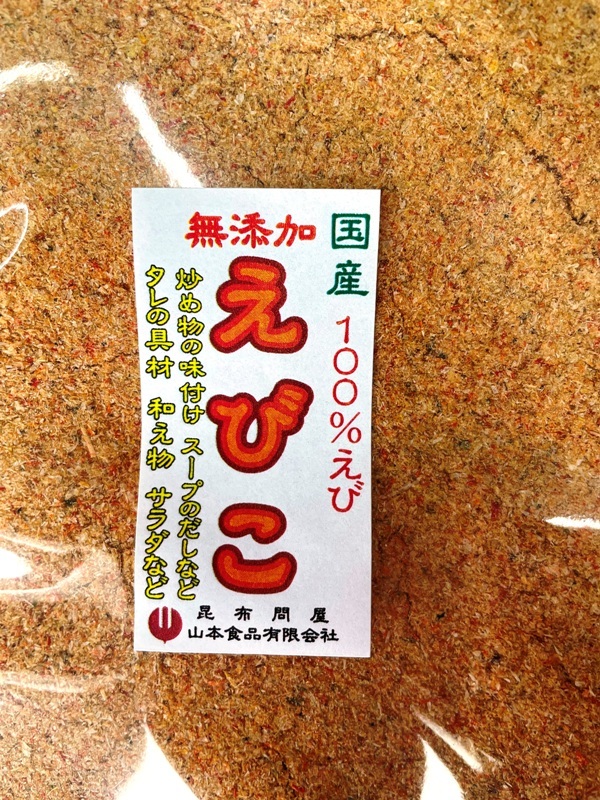 国産
100%えび
無添加
えびこ
炒め物の味付け スープのだしなど
タレの具材 和え物 サラダなど
昆布問屋
山本食品有限会社